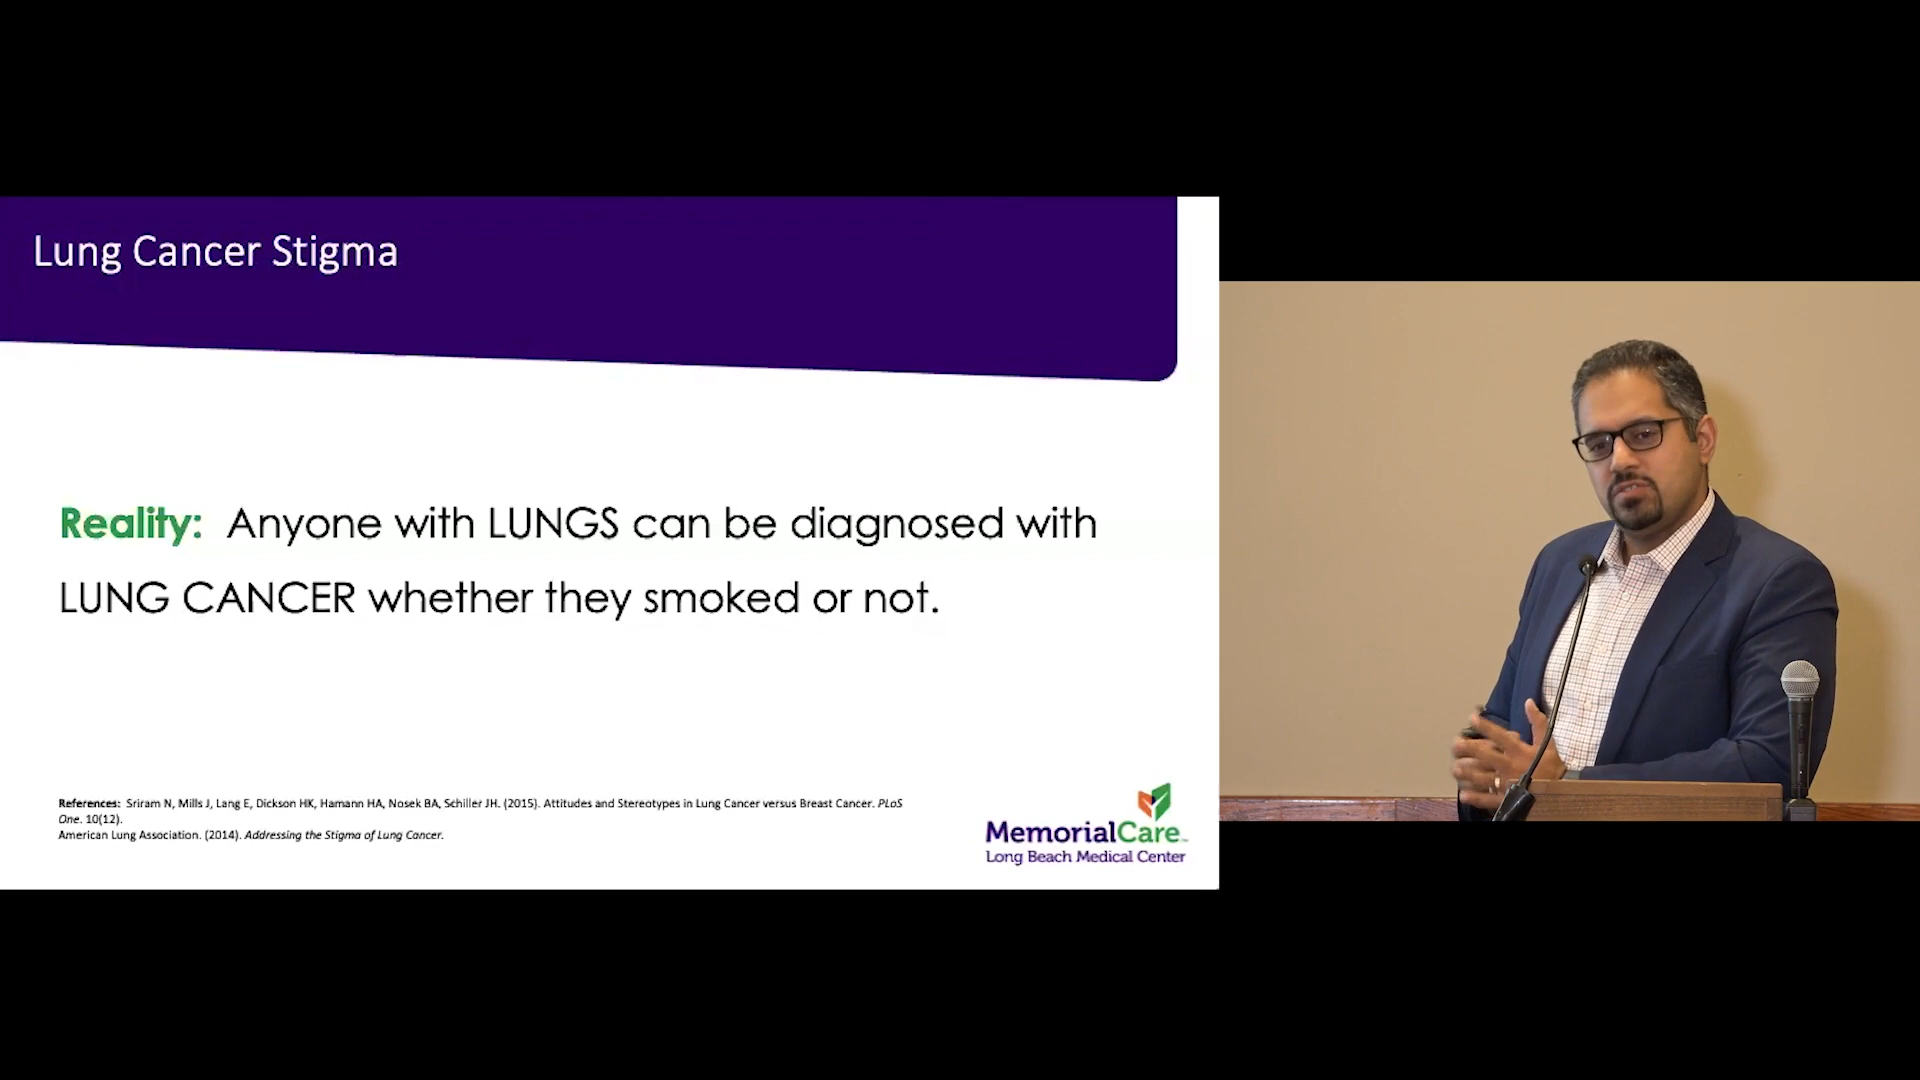 Lung Cancer Stigma
Reality: Anyone with LUNGS can be diagnosed with
LUNG CANCER whether they smoked or not.
References: Sriram N, Mills J, Lang E, Dickson HK, Hamann HA, Nosek BA, Schiller JH. (2015). Attitudes and Stereotypes in Lung Cancer versus Breast Cancer. PLoS
One. 10(12).
American Lung Association. (2014). Addressing the Stigma of Lung Cancer.
MemorialCare™
Long Beach Medical Center